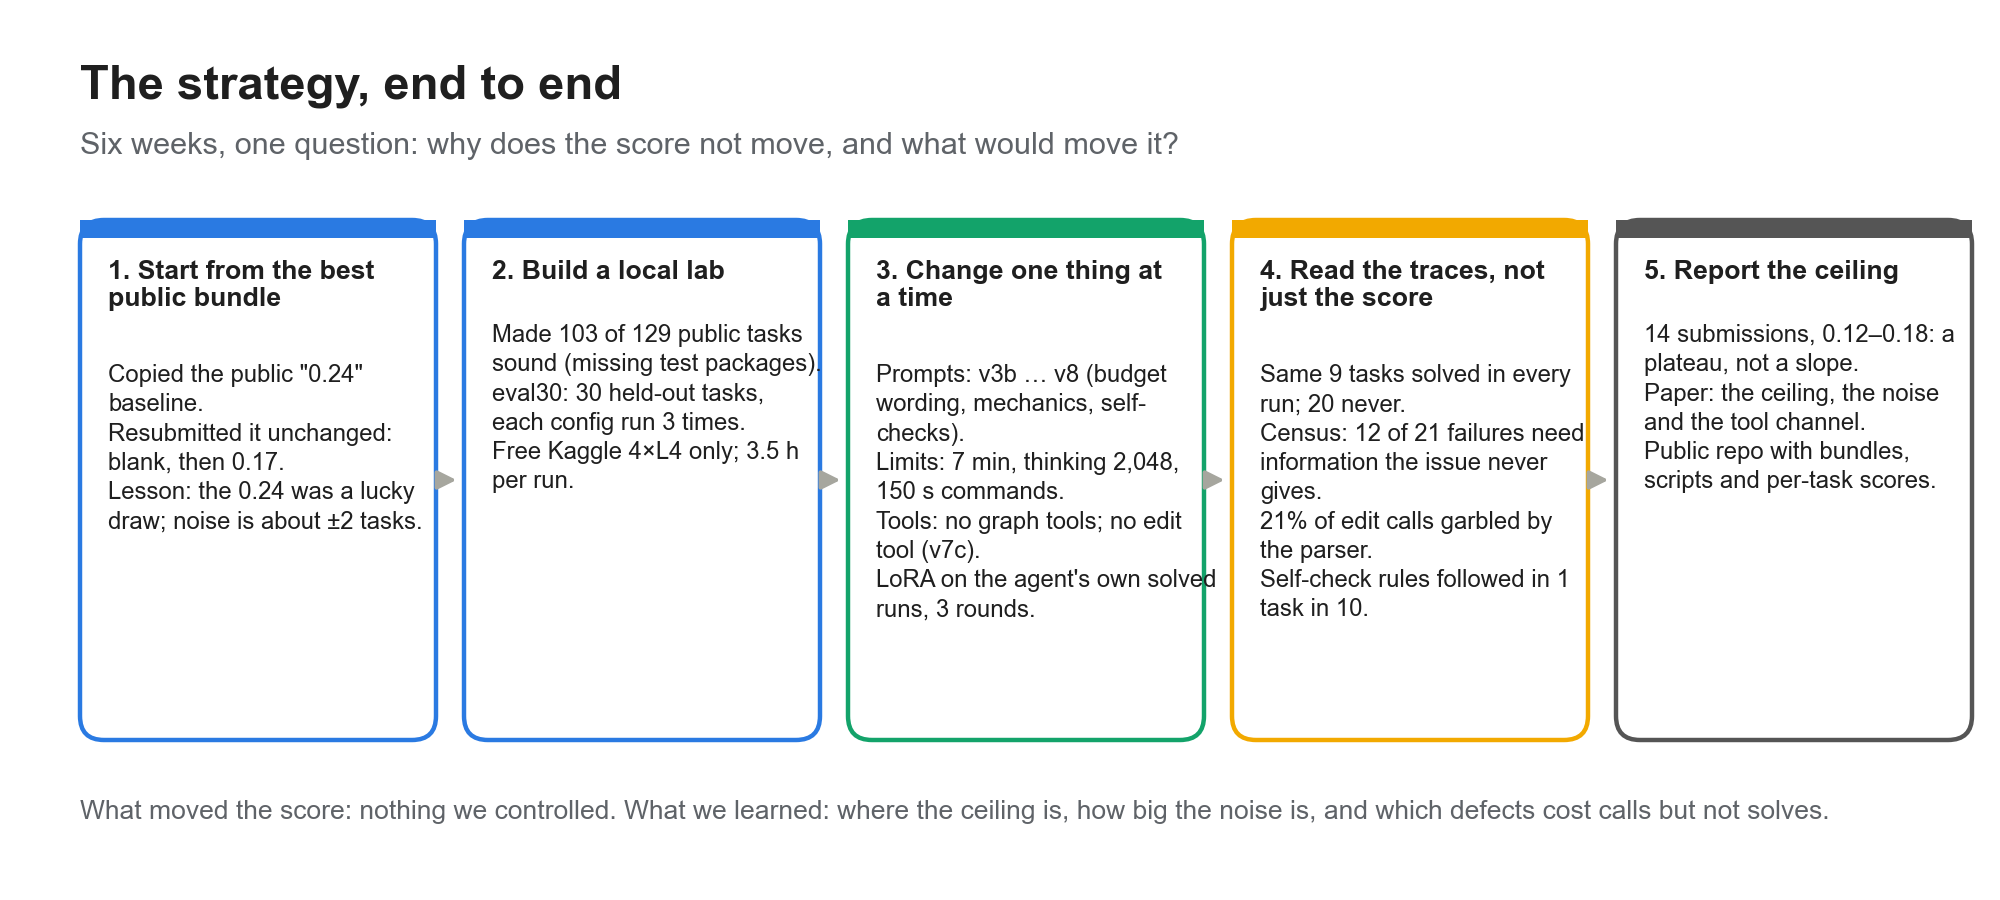 The strategy, end to end
Six weeks, one question: why does the score not move, and what would move it?
1. Start from the best
public bundle
Copied the public "0.24"
baseline.
Resubmitted it unchanged:
blank, then 0.17.
Lesson: the 0.24 was a lucky
draw; noise is about ±2 tasks.
2. Build a local lab
Made 103 of 129 public tasks
sound (missing test packages).
eval30: 30 held-out tasks,
each config run 3 times.
Free Kaggle 4×L4 only; 3.5 h
per run.
3. Change one thing at
a time
Prompts: v3b … v8 (budget
wording, mechanics, self-
checks).
Limits: 7 min, thinking 2,048,
150 s commands.
Tools: no graph tools; no edit
tool (v7c).
LoRA on the agent's own solved
runs, 3 rounds.
4. Read the traces, not
just the score
Same 9 tasks solved in every
run; 20 never.
Census: 12 of 21 failures need
information the issue never
gives.
21% of edit calls garbled by
the parser.
Self-check rules followed in 1
task in 10.
5. Report the ceiling
14 submissions, 0.12–0.18: a
plateau, not a slope.
Paper: the ceiling, the noise
and the tool channel.
Public repo with bundles,
scripts and per-task scores.
What moved the score: nothing we controlled. What we learned: where the ceiling is, how big the noise is, and which defects cost calls but not solves.